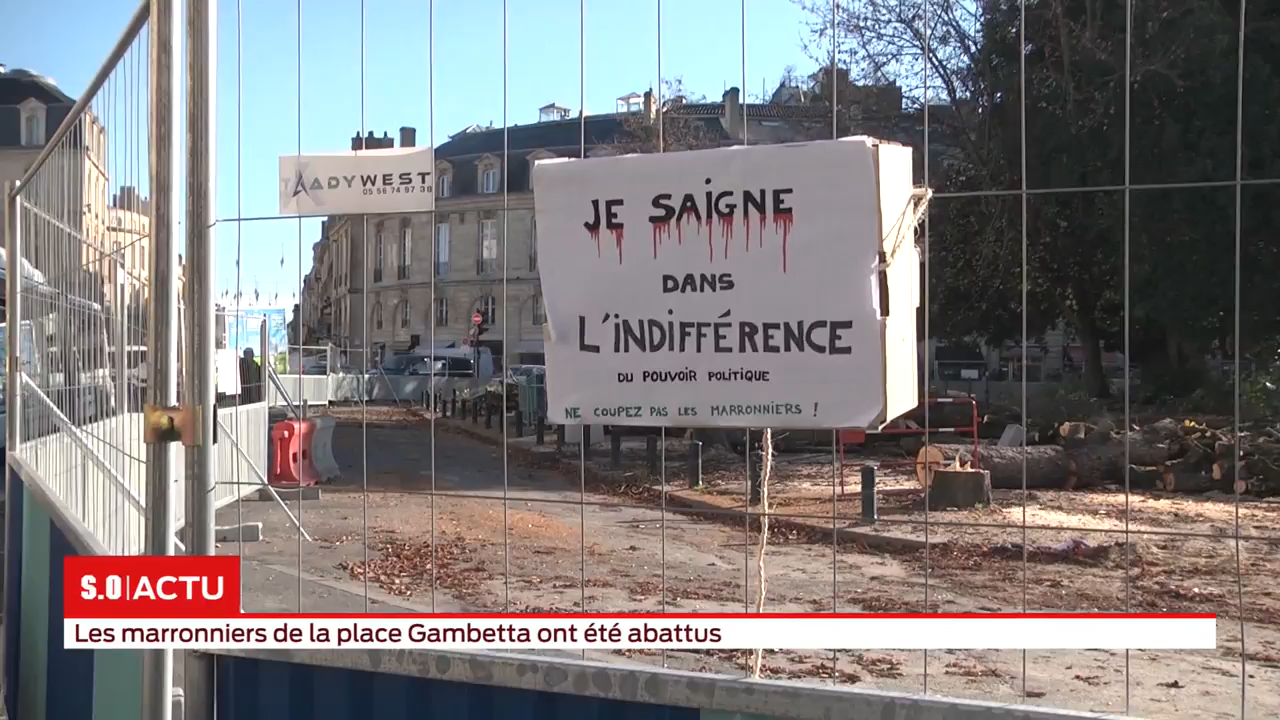 TRADYWEST
05 56 74 97 38
JE SAIGNE
DANS
L'INDIFFÉRENCE
DU POUVOIR POLITIQUE
NE COUPEZ PAS LES MARRONNIERS !
S.O|ACTU
Les marronniers de la place Gambetta ont été abattus